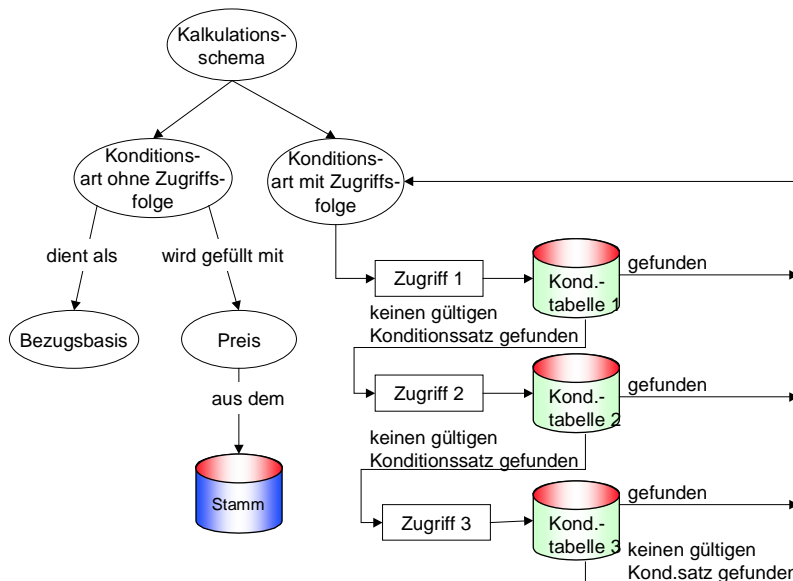 Kalkulations-
schema
Konditions-
art ohne Zugriffs-
folge
Konditions-
art mit Zugriffs-
folge
dient als
wird gefüllt mit
Bezugsbasis
Preis
aus dem
Stamm
Zugriff 1
Kond.-
tabelle 1
gefunden
keinen gültigen
Konditionssatz gefunden
Zugriff 2
Kond.-
tabelle 2
gefunden
keinen gültigen
Konditionssatz gefunden
Zugriff 3
Kond.-
tabelle 3
gefunden
keinen gültigen
Kond.satz gefunden